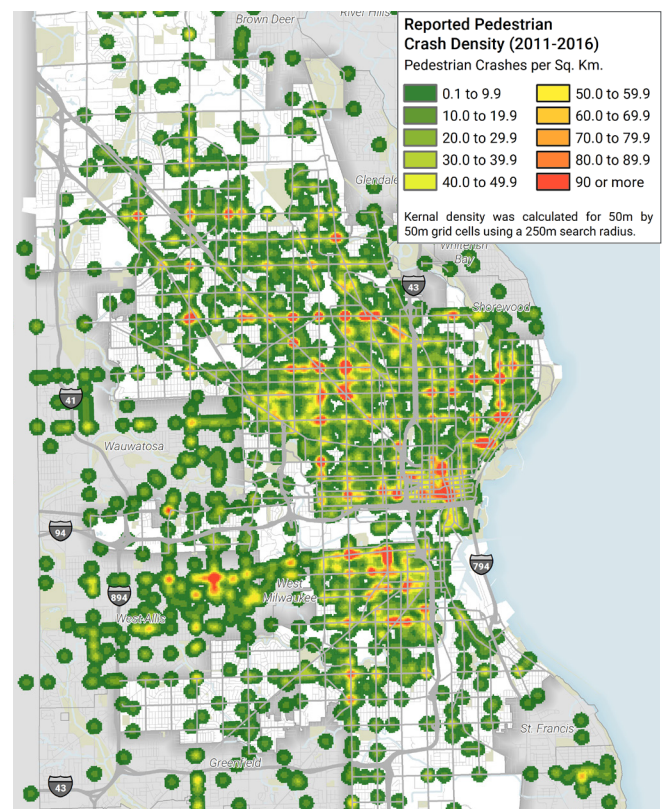 Brown Deer
River Hills
Reported Pedestrian
Crash Density (2011-2016)
Pedestrian Crashes per Sq. Km.
0.1 to 9.9
50.0 to 59.9
10.0 to 19.9
60.0 to 69.9
20.0 to 29.9
70.0 to 79.9
30.0 to 39.9
80.0 to 89.9
40.0 to 49.9
90 or more
Kernal density was calculated for 50m by
50m grid cells using a 250m search radius.
Glendale
Whitefish
Bay
43
Shorewood
41
Wauwatosa
94
794
894
West
Milwaukee
West Allis
St. Francis
Greenfield
43